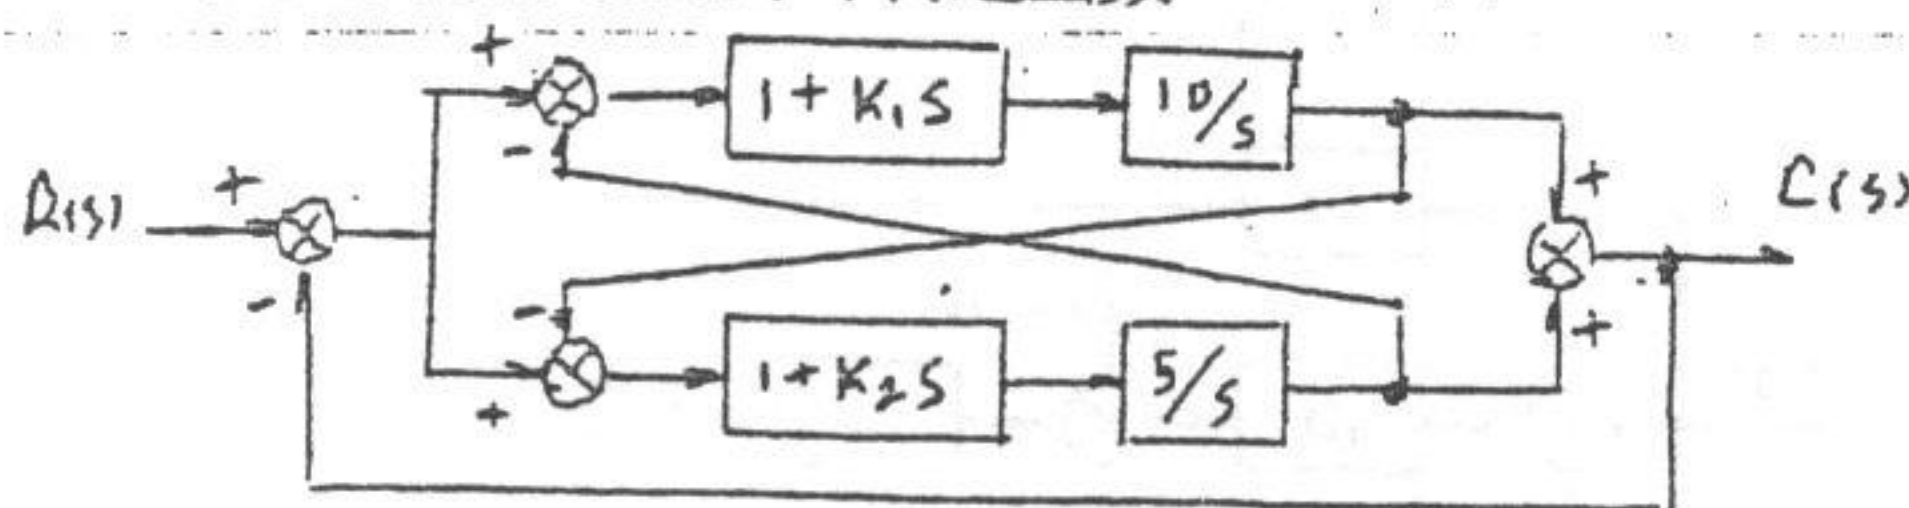 +
1 + K₁S
10/S
-
+
R(s)
+
C(s)
-
-
+
1 + K₂S
5/S
+